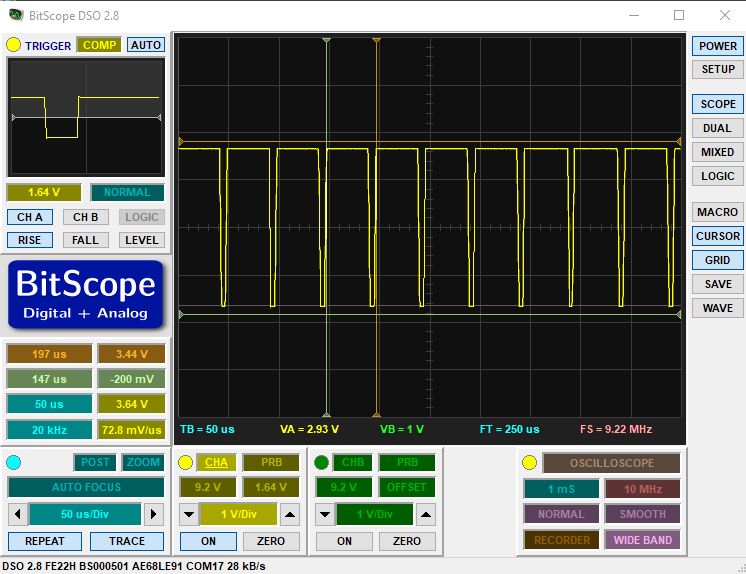 BitScope DSO 2.8
TRIGGER COMP AUTO
1.64 V NORMAL
CH A CH B LOGIC
RISE FALL LEVEL
BitScope
Digital + Analog
197 us 3.44 V
147 us -200 mV
50 us 3.64 V
20 kHz 72.8 mV/us
TB = 50 us VA = 2.93 V VB = 1 V FT = 250 us FS = 9.22 MHz
POWER
SETUP
SCOPE
DUAL
MIXED
LOGIC
MACRO
CURSOR
GRID
SAVE
WAVE
POST ZOOM
AUTO FOCUS
50 us/Div
REPEAT TRACE
CHA PRB
9.2 V 1.64 V
1 V/Div
ON ZERO
CHB PRB
9.2 V OFFSET
1 V/Div
ON ZERO
OSCILLOSCOPE
1 mS 10 MHz
NORMAL SMOOTH
RECORDER WIDE BAND
DSO 2.8 FE22H BS000501 AE68LE91 COM17 28 kB/s